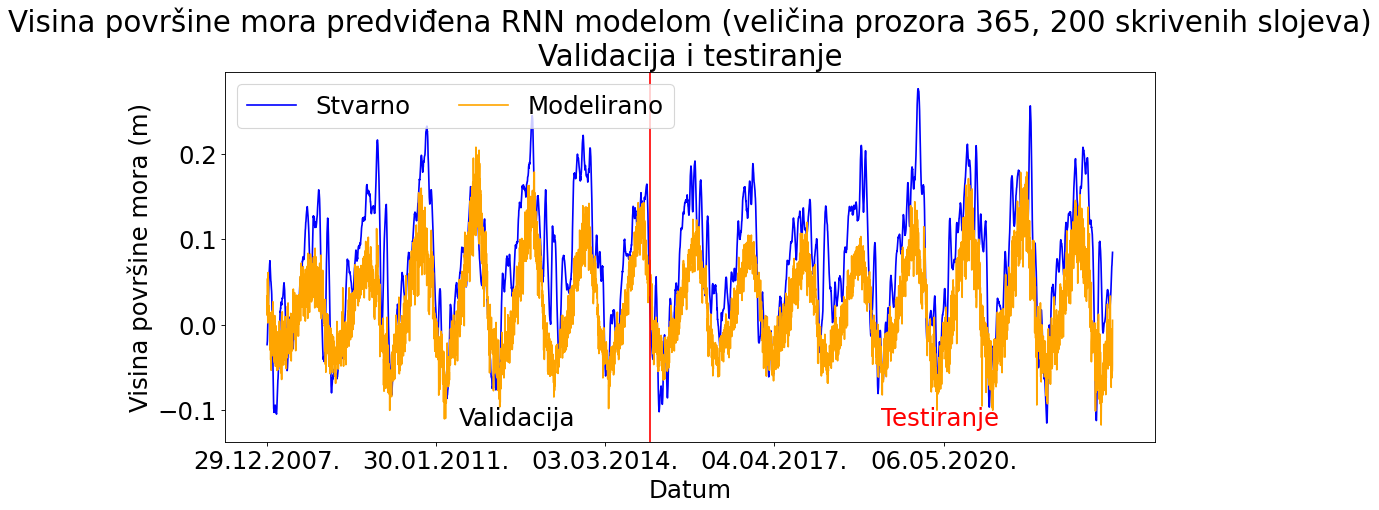 Visina površine mora predviđena RNN modelom (veličina prozora 365, 200 skrivenih slojeva)
Validacija i testiranje
Stvarno
Modelirano
Visina površine mora (m)
0.2
0.1
0.0
−0.1
Validacija
Testiranje
29.12.2007.
30.01.2011.
03.03.2014.
04.04.2017.
06.05.2020.
Datum